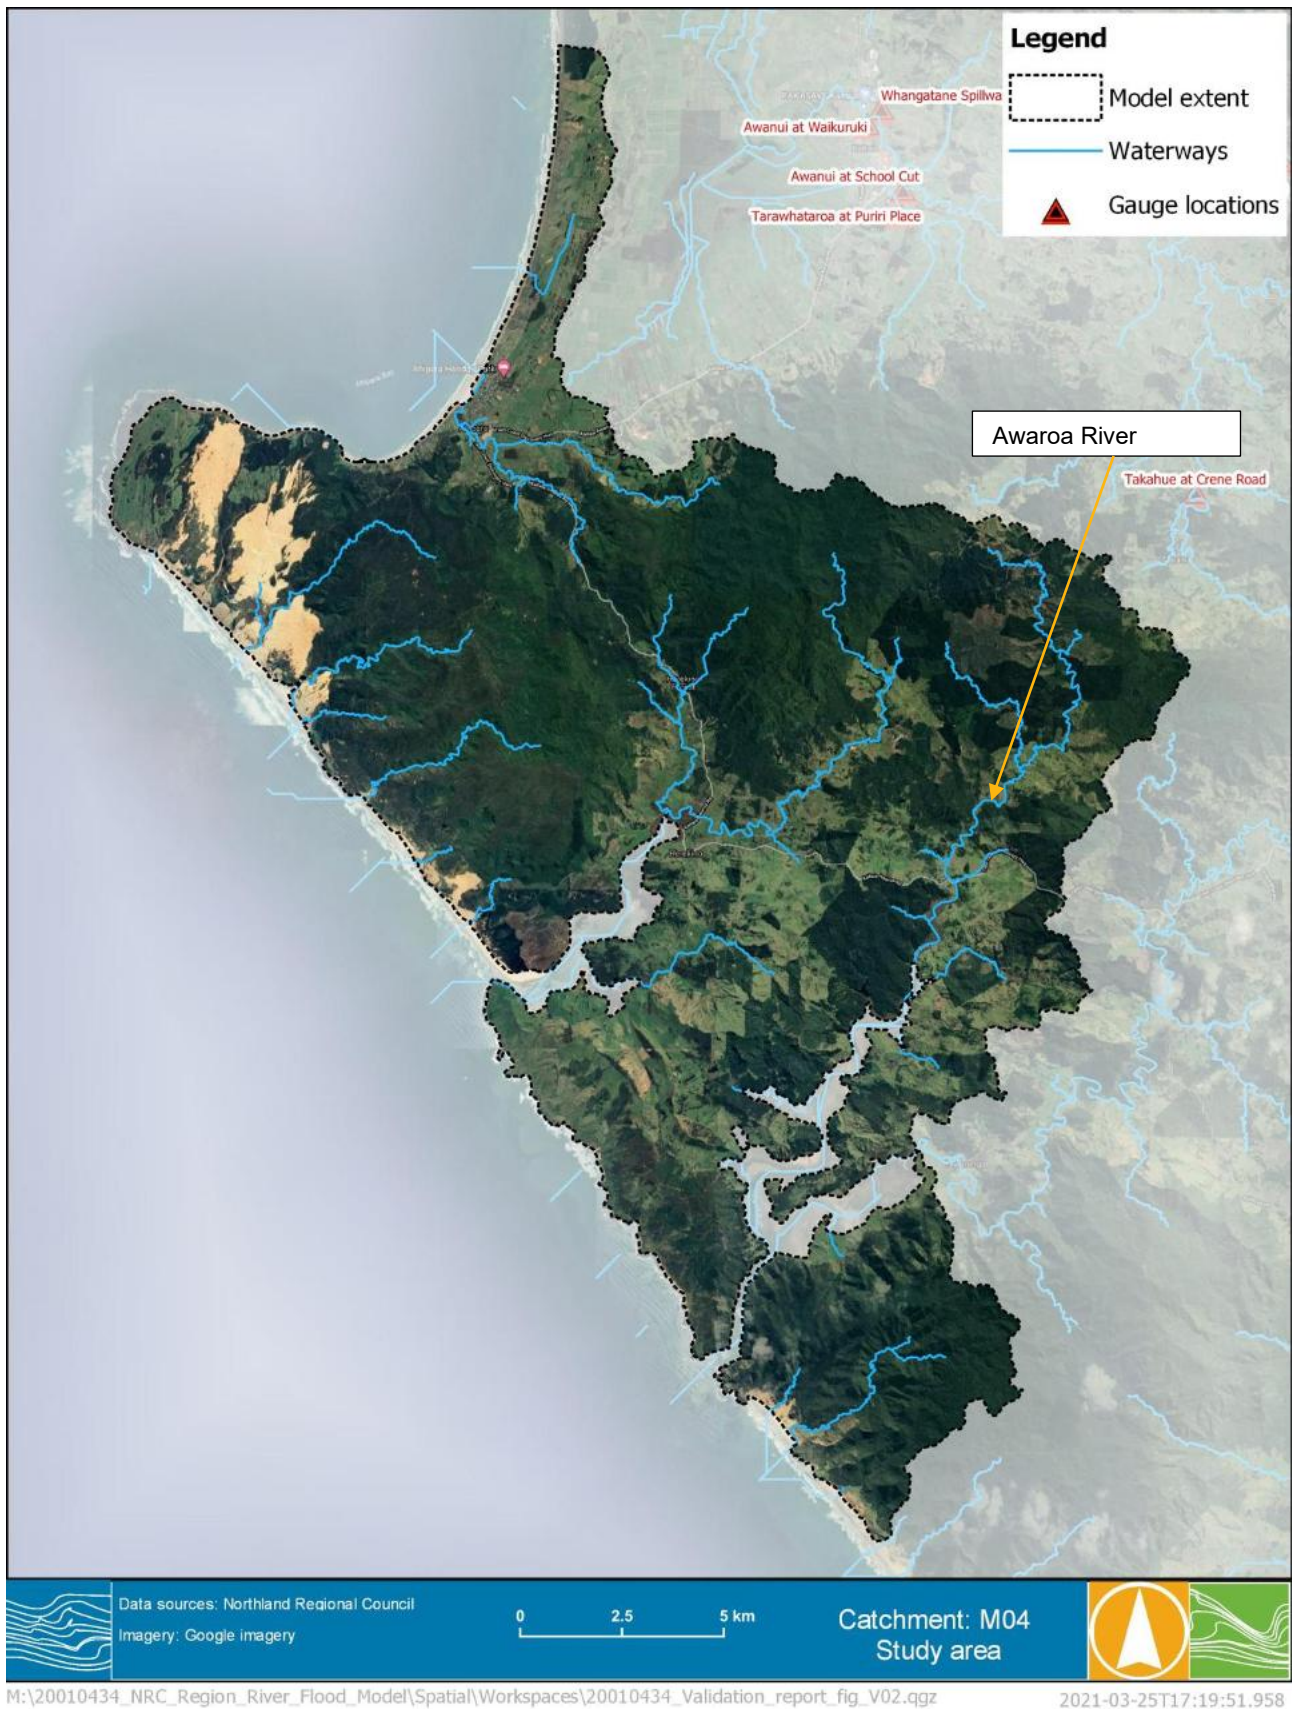 Legend
Model extent
Waterways
Gauge locations
Whangatane Spillwa
Awanui at Waikuruki
Awanui at School Cut
Tarawhataroa at Puriri Place
Awaroa River
Takahue at Crene Road
Data sources: Northland Regional Council
Imagery: Google imagery
0 2.5 5 km
Catchment: M04
Study area
M:\20010434_NRC_Region_River_Flood_Model\Spatial\Workspaces\20010434_Validation_report_fig_V02.qgz
2021-03-25T17:19:51.958